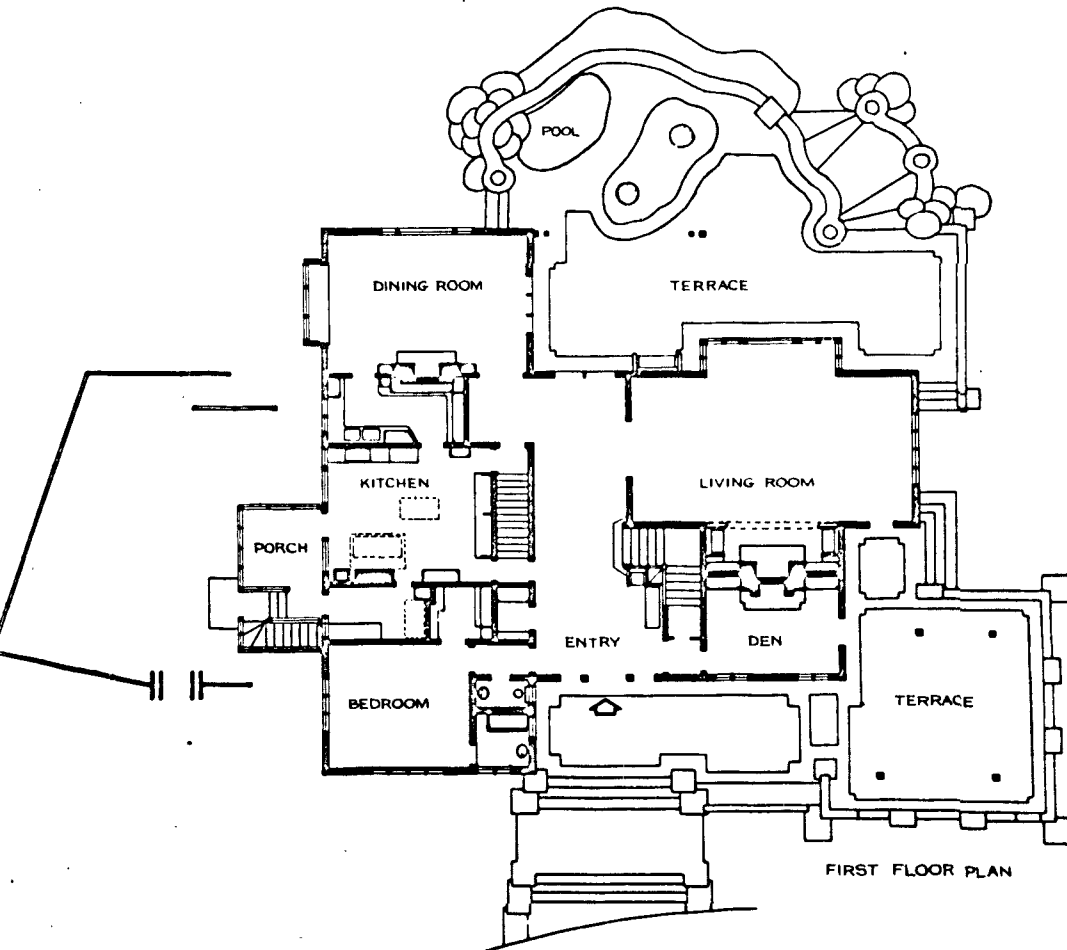 POOL
DINING ROOM
TERRACE
KITCHEN
LIVING ROOM
PORCH
ENTRY
DEN
BEDROOM
TERRACE
FIRST FLOOR PLAN